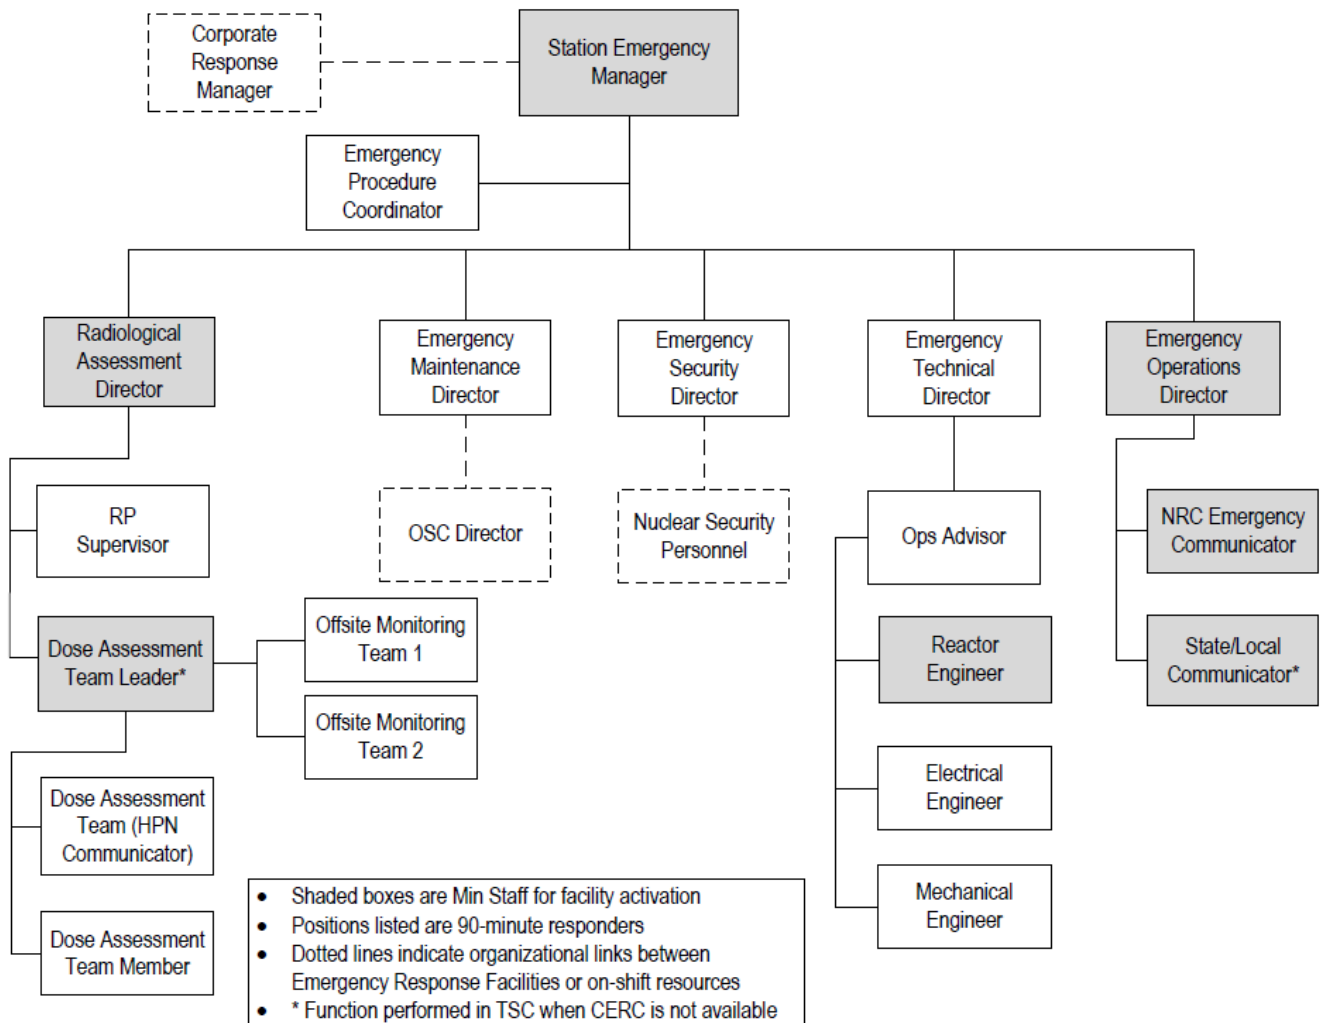 Corporate
Response
Manager
Station Emergency
Manager
Emergency
Procedure
Coordinator
Radiological
Assessment
Director
Emergency
Maintenance
Director
Emergency
Security
Director
Emergency
Technical
Director
Emergency
Operations
Director
RP
Supervisor
OSC Director
Nuclear Security
Personnel
Ops Advisor
NRC Emergency
Communicator
Dose Assessment
Team Leader*
Offsite Monitoring
Team 1
Offsite Monitoring
Team 2
Reactor
Engineer
State/Local
Communicator*
Dose Assessment
Team (HPN
Communicator)
Electrical
Engineer
Dose Assessment
Team Member
Mechanical
Engineer
• Shaded boxes are Min Staff for facility activation
• Positions listed are 90-minute responders
• Dotted lines indicate organizational links between
Emergency Response Facilities or on-shift resources
• * Function performed in TSC when CERC is not available